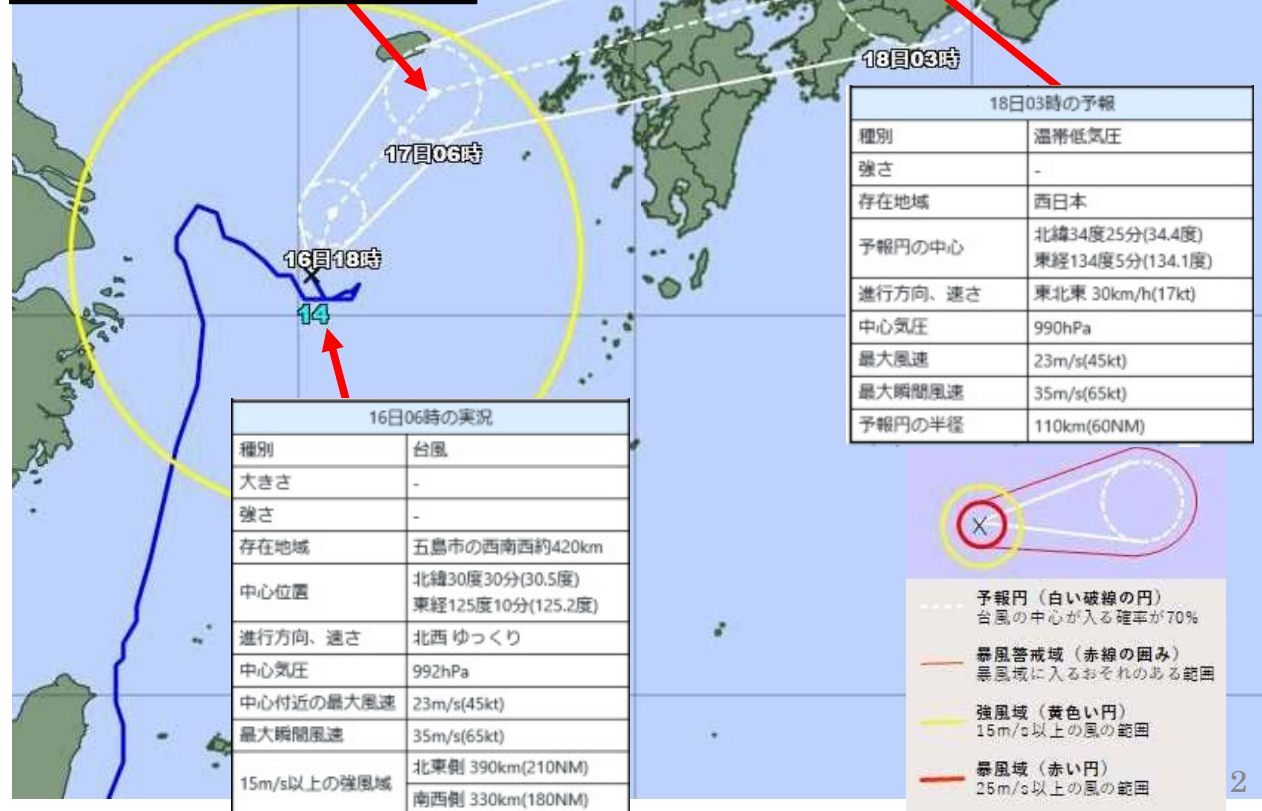 18日03時
17日06時
16日18時
14
18日03時の予報
種別 温帯低気圧
強さ -
存在地域 西日本
予報円の中心 北緯34度25分(34.4度)
東経134度5分(134.1度)
進行方向、速さ 東北東 30km/h(17kt)
中心気圧 990hPa
最大風速 23m/s(45kt)
最大瞬間風速 35m/s(65kt)
予報円の半径 110km(60NM)
16日06時の実況
種別 台風
大きさ -
強さ -
存在地域 五島市の西南西約420km
中心位置 北緯30度30分(30.5度)
東経125度10分(125.2度)
進行方向、速さ 北西 ゆっくり
中心気圧 992hPa
中心付近の最大風速 23m/s(45kt)
最大瞬間風速 35m/s(65kt)
15m/s以上の強風域 北東側 390km(210NM)
南西側 330km(180NM)
予報円（白い破線の円）
台風の中心が入る確率が70%
暴風警戒域（赤線の囲み）
暴風域に入るおそれのある範囲
強風域（黄色い円）
15m/s以上の風の範囲
暴風域（赤い円）
25m/s以上の風の範囲
2